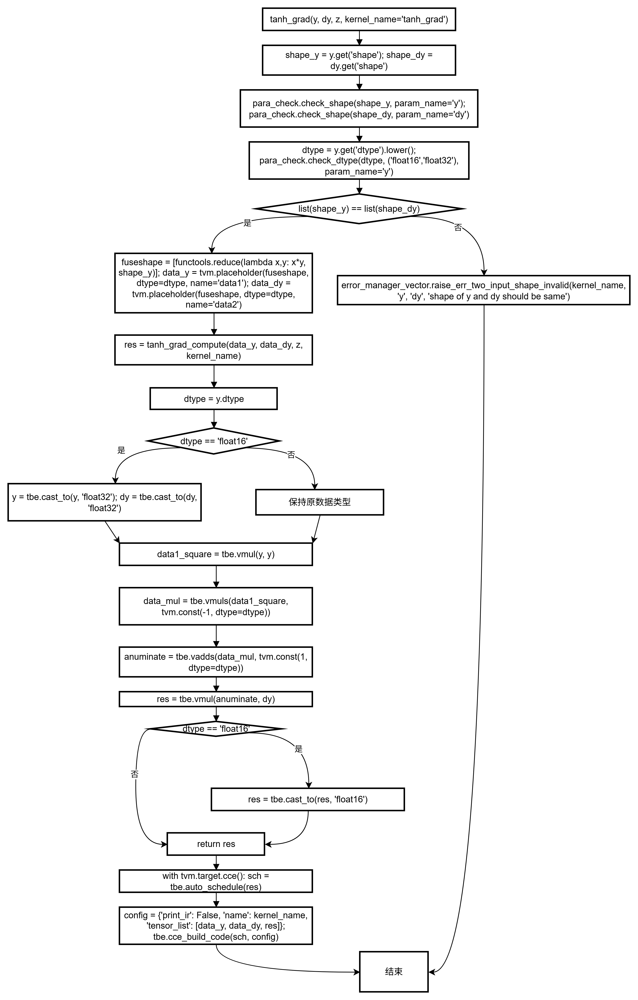 tanh_grad(y, dy, z, kernel_name='tanh_grad')
shape_y = y.get('shape'); shape_dy =
dy.get('shape')
para_check.check_shape(shape_y, param_name='y');
para_check.check_shape(shape_dy, param_name='dy')
dtype = y.get('dtype').lower();
para_check.check_dtype(dtype, ('float16','float32'),
param_name='y')
list(shape_y) == list(shape_dy)
是
否
fuseshape = [functools.reduce(lambda x,y: x*y,
shape_y)]; data_y = tvm.placeholder(fuseshape,
dtype=dtype, name='data1'); data_dy =
tvm.placeholder(fuseshape, dtype=dtype,
name='data2')
error_manager_vector.raise_err_two_input_shape_invalid(kernel_name,
'y', 'dy', 'shape of y and dy should be same')
res = tanh_grad_compute(data_y, data_dy, z,
kernel_name)
dtype = y.dtype
dtype == 'float16'
是
否
y = tbe.cast_to(y, 'float32'); dy = tbe.cast_to(dy,
'float32')
保持原数据类型
data1_square = tbe.vmul(y, y)
data_mul = tbe.vmuls(data1_square,
tvm.const(-1, dtype=dtype))
anuminate = tbe.vadds(data_mul, tvm.const(1,
dtype=dtype))
res = tbe.vmul(anuminate, dy)
dtype == 'float16'
是
否
res = tbe.cast_to(res, 'float16')
return res
with tvm.target.cce(): sch =
tbe.auto_schedule(res)
config = {'print_ir': False, 'name': kernel_name,
'tensor_list': [data_y, data_dy, res]};
tbe.cce_build_code(sch, config)
结束